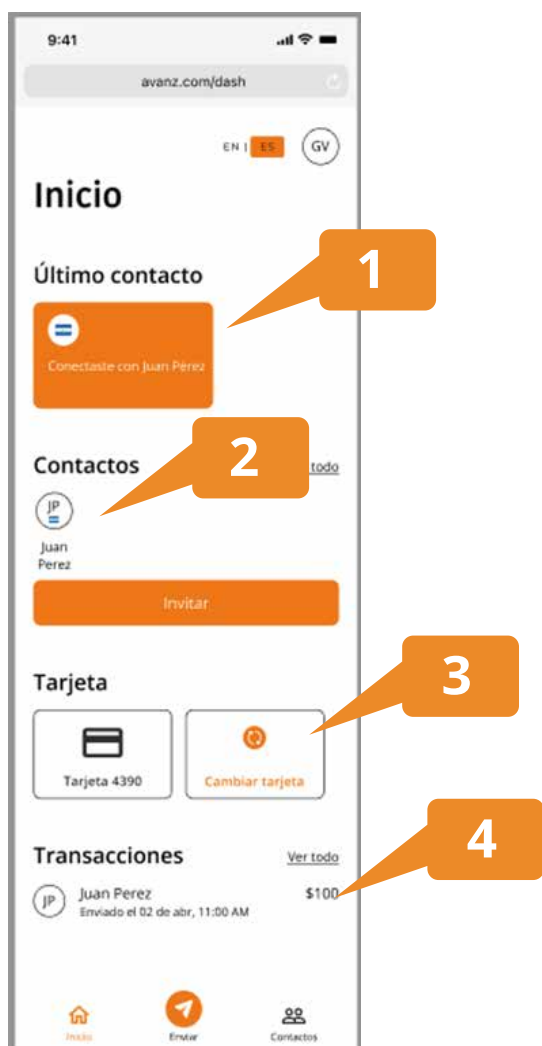 9:41
avanz.com/dash
EN | ES GV
Inicio
Último contacto
1
Conectaste con Juan Pérez
Contactos
2
todo
JP
Juan
Perez
Invitar
Tarjeta
3
Tarjeta 4390
Cambiar tarjeta
4
Transacciones
Ver todo
JP
Juan Perez
$100
Enviado el 02 de abr, 11:00 AM
Inicio
Enviar
Contactos